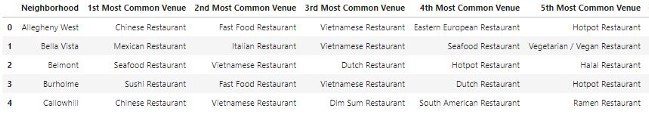 Neighborhood 1st Most Common Venue 2nd Most Common Venue 3rd Most Common Venue 4th Most Common Venue 5th Most Common Venue
0 Allegheny West Chinese Restaurant Fast Food Restaurant Vietnamese Restaurant Eastern European Restaurant Hotpot Restaurant
1 Bella Vista Mexican Restaurant Italian Restaurant Vietnamese Restaurant Seafood Restaurant Vegetarian / Vegan Restaurant
2 Belmont Seafood Restaurant Vietnamese Restaurant Dutch Restaurant Hotpot Restaurant Halal Restaurant
3 Burholme Sushi Restaurant Fast Food Restaurant Vietnamese Restaurant Dutch Restaurant Hotpot Restaurant
4 Callowhill Chinese Restaurant Vietnamese Restaurant Dim Sum Restaurant South American Restaurant Ramen Restaurant